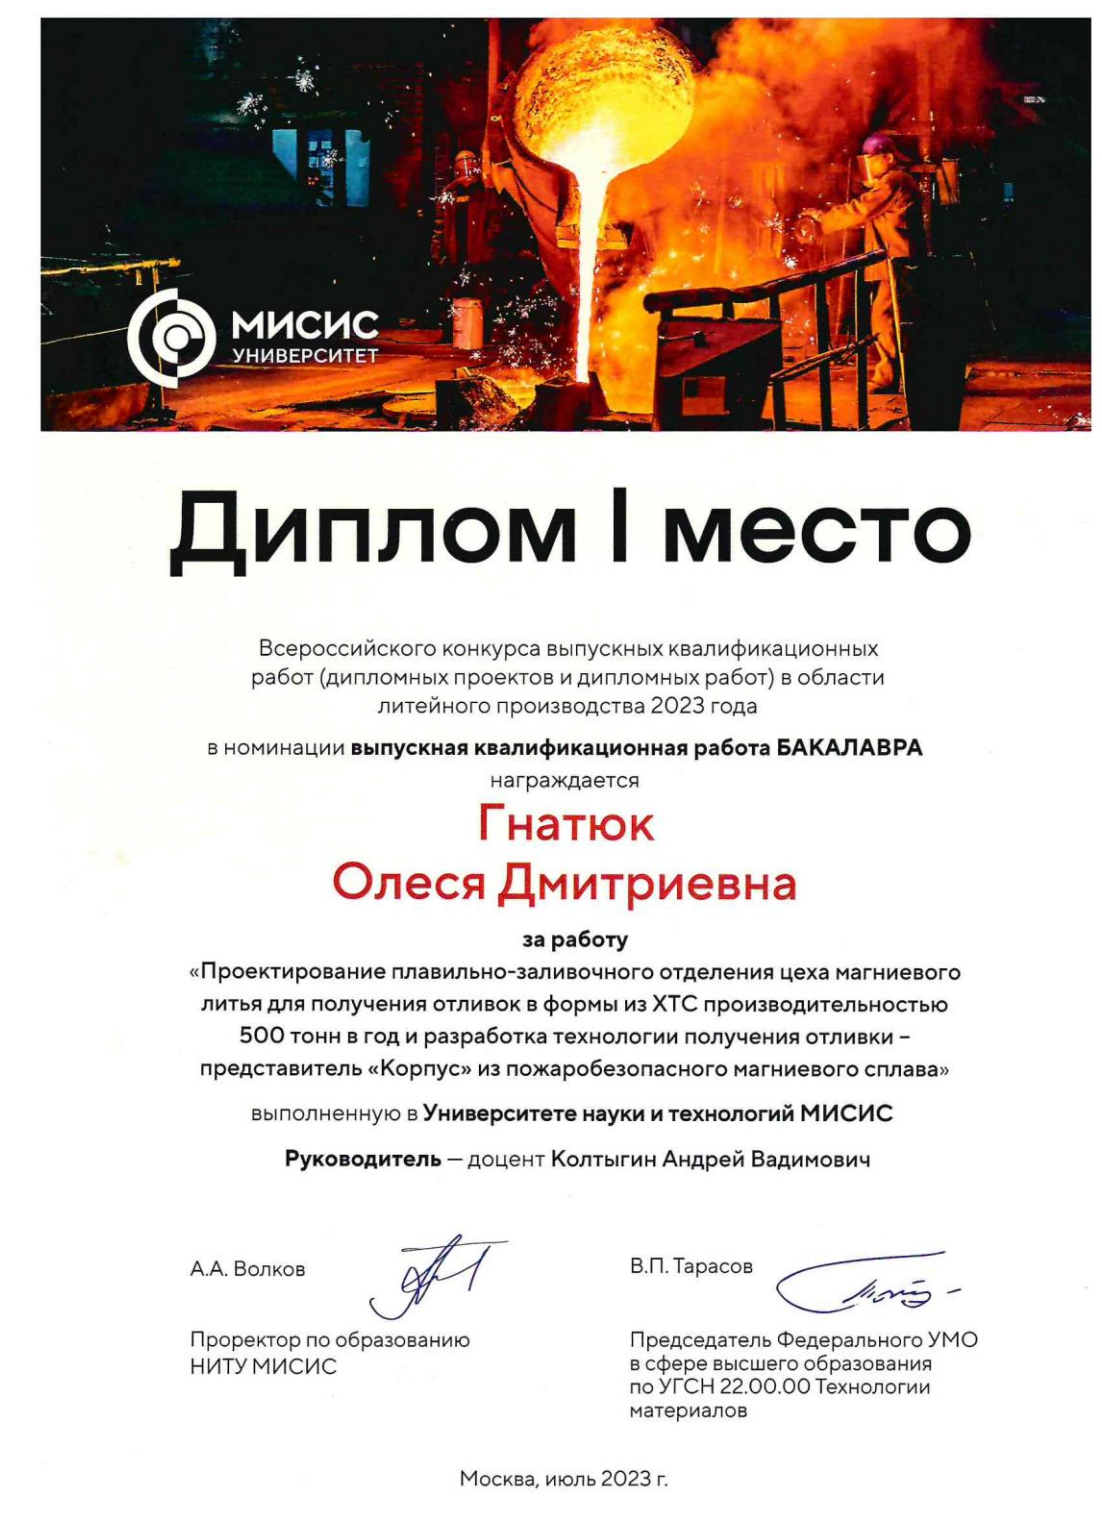 МИСИС
УНИВЕРСИТЕТ
Диплом I место
Всероссийского конкурса выпускных квалификационных
работ (дипломных проектов и дипломных работ) в области
литейного производства 2023 года
в номинации выпускная квалификационная работа БАКАЛАВРА
награждается
Гнатюк
Олеся Дмитриевна
за работу
«Проектирование плавильно-заливочного отделения цеха магниевого
литья для получения отливок в формы из ХТС производительностью
500 тонн в год и разработка технологии получения отливки –
представитель «Корпус» из пожаробезопасного магниевого сплава»
выполненную в Университете науки и технологий МИСИС
Руководитель — доцент Колтыгин Андрей Вадимович
А.А. Волков
Проректор по образованию
НИТУ МИСИС
В.П. Тарасов
Председатель Федерального УМО
в сфере высшего образования
по УГСН 22.00.00 Технологии
материалов
Москва, июль 2023 г.